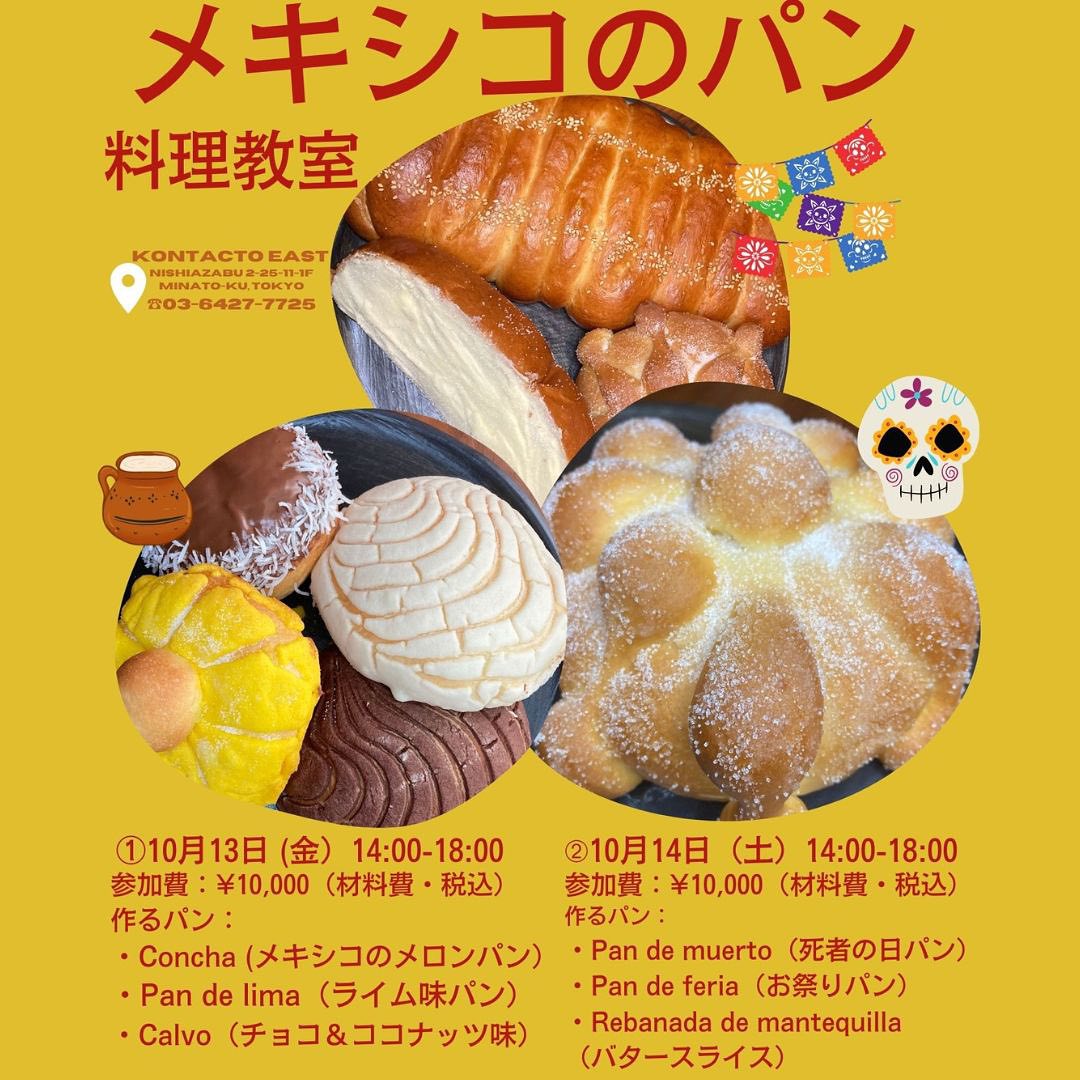 メキシコのパン
料理教室
KONTACTO EAST
NISHIAZABU 2-25-11-1F
MINATO-KU, TOKYO
☎03-6427-7725
①10月13日 (金） 14:00-18:00
参加費：¥10,000（材料費・税込）
作るパン：
・Concha (メキシコのメロンパン）
・Pan de lima（ライム味パン）
・Calvo（チョコ＆ココナッツ味）
②10月14日（土）14:00-18:00
参加費：¥10,000（材料費・税込）
作るパン：
・Pan de muerto（死者の日パン）
・Pan de feria（お祭りパン）
・Rebanada de mantequilla
（バタースライス）